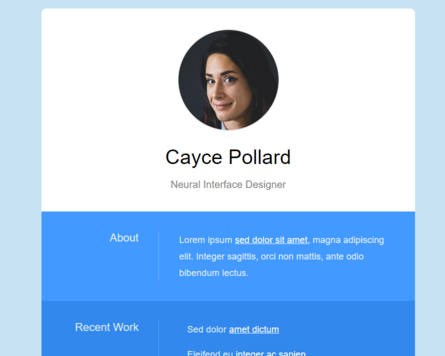 Cayce Pollard
Neural Interface Designer
About
Lorem ipsum sed dolor sit amet, magna adipiscing
elit. Integer sagittis, orci non mattis, ante odio
bibendum lectus.
Recent Work
Sed dolor amet dictum
Eleifend eu integer ac sapien